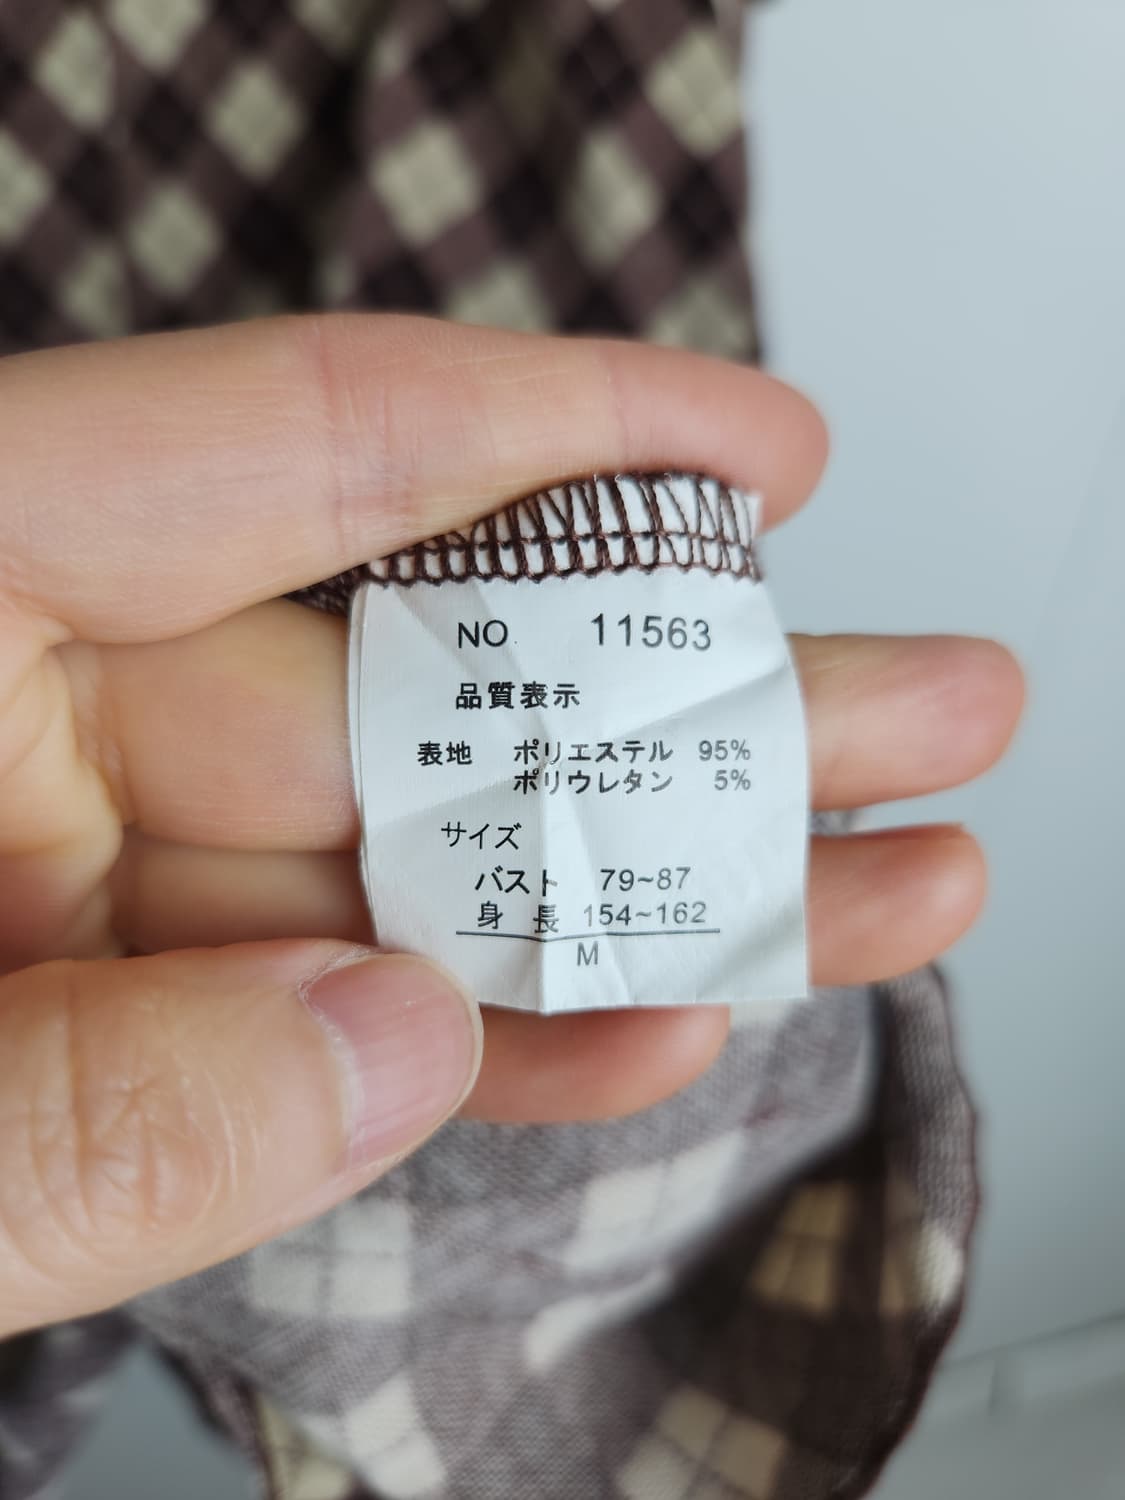 NO. 11563
品質表示
表地 ポリエステル 95%
ポリウレタン 5%
サイズ
バスト 79~87
身長 154~162
M